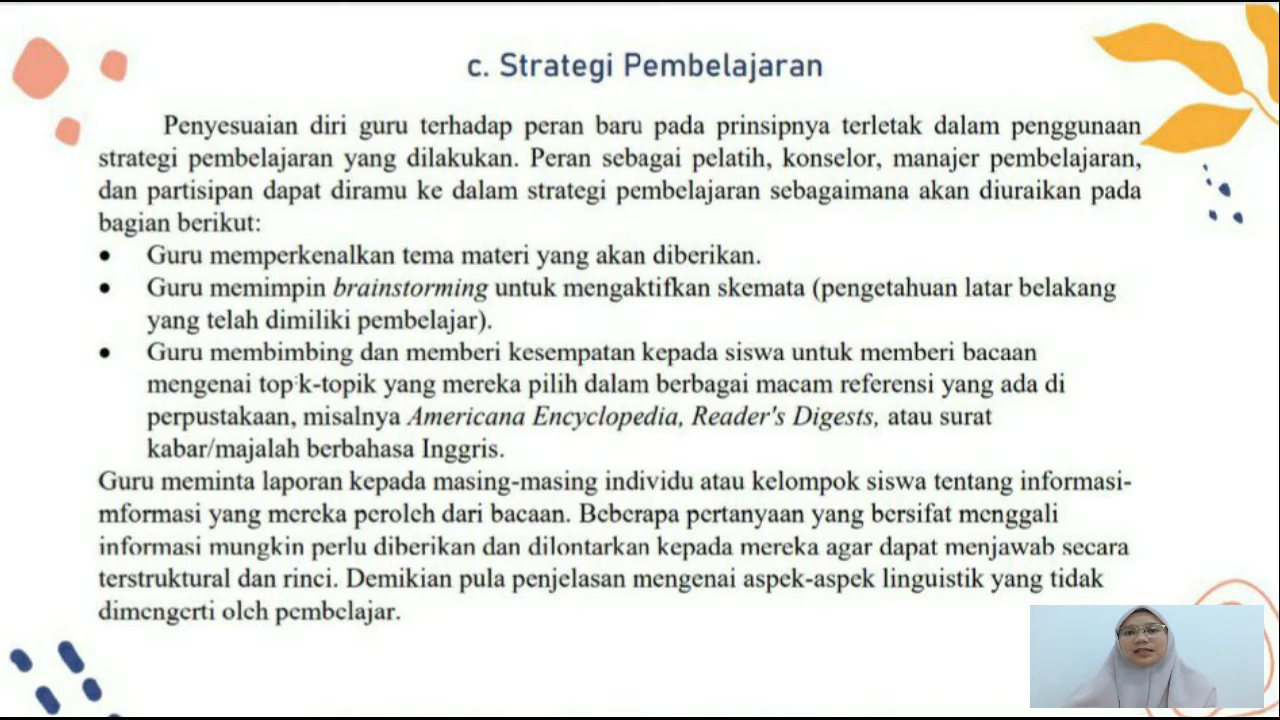 c. Strategi Pembelajaran
Penyesuaian diri guru terhadap peran baru pada prinsipnya terletak dalam penggunaan
strategi pembelajaran yang dilakukan. Peran sebagai pelatih, konselor, manajer pembelajaran,
dan partisipan dapat diramu ke dalam strategi pembelajaran sebagaimana akan diuraikan pada
bagian berikut:
• Guru memperkenalkan tema materi yang akan diberikan.
• Guru memimpin brainstorming untuk mengaktifkan skemata (pengetahuan latar belakang
yang telah dimiliki pembelajar).
• Guru membimbing dan memberi kesempatan kepada siswa untuk memberi bacaan
mengenai top:k-topik yang mereka pilih dalam berbagai macam referensi yang ada di
perpustakaan, misalnya Americana Encyclopedia, Reader's Digests, atau surat
kabar/majalah berbahasa Inggris.
Guru meminta laporan kepada masing-masing individu atau kelompok siswa tentang informasi-
mformasi yang mereka peroleh dari bacaan. Beberapa pertanyaan yang bersifat menggali
informasi mungkin perlu diberikan dan dilontarkan kepada mereka agar dapat menjawab secara
terstruktural dan rinci. Demikian pula penjelasan mengenai aspek-aspek linguistik yang tidak
dimengerti oleh pembelajar.